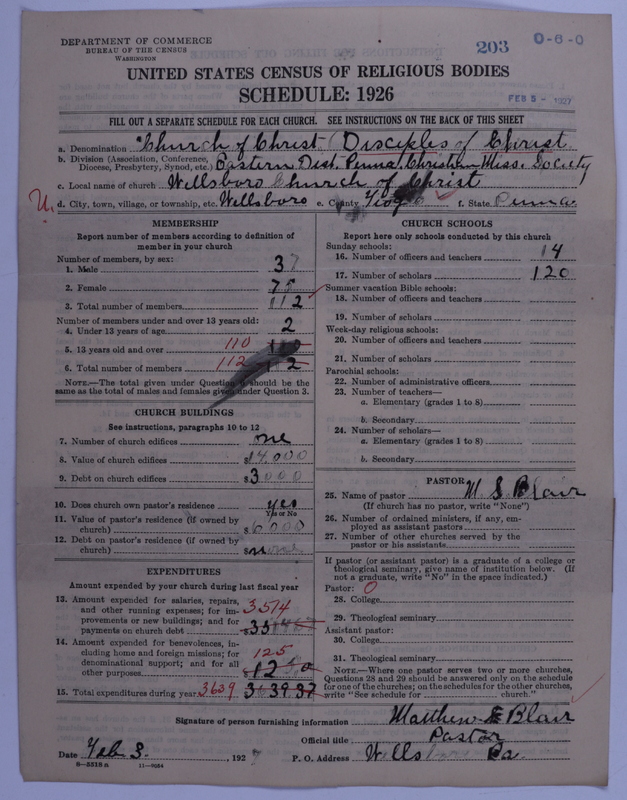 DEPARTMENT OF COMMERCE
BUREAU OF THE CENSUS
WASHINGTON
203
0-6-0
UNITED STATES CENSUS OF RELIGIOUS BODIES
SCHEDULE: 1926
FEB 5 - 1927
FILL OUT A SEPARATE SCHEDULE FOR EACH CHURCH. SEE INSTRUCTIONS ON THE BACK OF THIS SHEET
a. Denomination Church of Christ (Disciples of Christ
b. Division (Association, Conference, Diocese, Presbytery, Synod, etc.) Eastern Dist. Penna. Christian Miss. Society
c. Local name of church Wellsboro Church of Christ
d. City, town, village, or township, etc. Wellsboro e. County Tioga f. State Penna.
MEMBERSHIP
Report number of members according to definition of member in your church
Number of members, by sex:
1. Male 37
2. Female 75
3. Total number of members 112
Number of members under and over 13 years old:
4. Under 13 years of age 2
5. 13 years old and over 110 110
6. Total number of members 112 112
NOTE.—The total given under Question 6 should be the same as the total of males and females given under Question 3.
CHURCH BUILDINGS
See instructions, paragraphs 10 to 12
7. Number of church edifices one
8. Value of church edifices $14,000
9. Debt on church edifices $3000
10. Does church own pastor's residence yes
Yes or No
11. Value of pastor's residence (if owned by church) $6000
12. Debt on pastor's residence (if owned by church) $none
EXPENDITURES
Amount expended by your church during last fiscal year
13. Amount expended for salaries, repairs, and other running expenses; for improvements or new buildings; and for payments on church debt 3514
14. Amount expended for benevolences, including home and foreign missions; for denominational support; and for all other purposes 125
15. Total expenditures during year 3639 3639.37
CHURCH SCHOOLS
Report here only schools conducted by this church
Sunday schools:
16. Number of officers and teachers 14
17. Number of scholars 120
Summer vacation Bible schools:
18. Number of officers and teachers
19. Number of scholars
Week-day religious schools:
20. Number of officers and teachers
21. Number of scholars
Parochial schools:
22. Number of administrative officers
23. Number of teachers—
a. Elementary (grades 1 to 8)
b. Secondary
24. Number of scholars—
a. Elementary (grades 1 to 8)
b. Secondary
PASTOR
25. Name of pastor M. S. Blair
(If church has no pastor, write "None")
26. Number of ordained ministers, if any, employed as assistant pastors
27. Number of other churches served by the pastor or his assistants
If pastor (or assistant pastor) is a graduate of a college or theological seminary, give name of institution below. (If not a graduate, write "No" in the space indicated.)
Pastor: 0
28. College
29. Theological seminary
Assistant pastor:
30. College
31. Theological seminary
NOTE.—Where one pastor serves two or more churches, Questions 28 and 29 should be answered only on the schedule for one of the churches; on the schedules for the other churches, write "See schedule for church."
Signature of person furnishing information Matthew Blair
Official title Pastor
Date Feb 3, 1927 P. O. Address Wellsboro Pa.
8-5518 a 11-9054